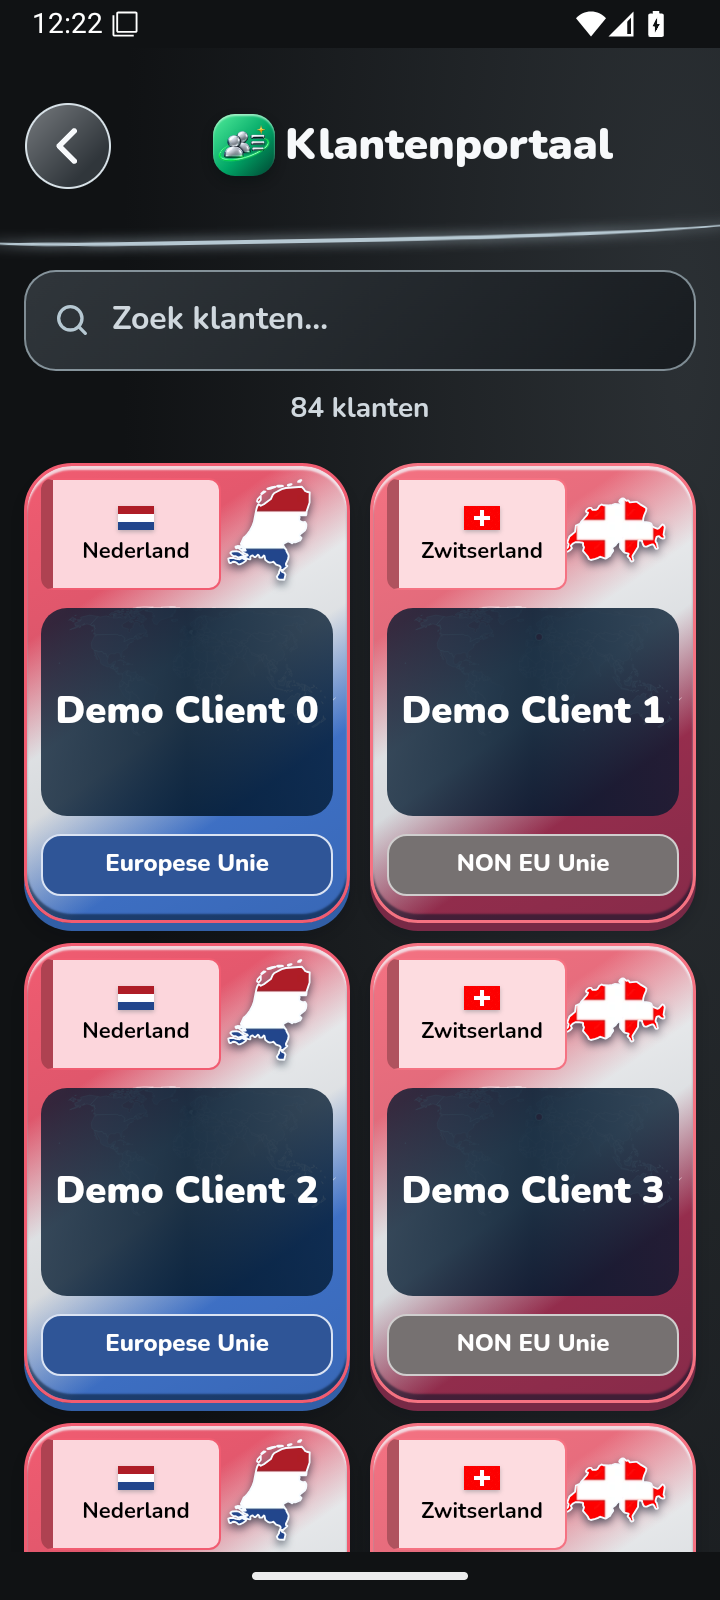 12:22
Klantenportaal
Zoek klanten...
84 klanten
Nederland
Zwitserland
Demo Client 0
Demo Client 1
Europese Unie
NON EU Unie
Nederland
Zwitserland
Demo Client 2
Demo Client 3
Europese Unie
NON EU Unie
Nederland
Zwitserland